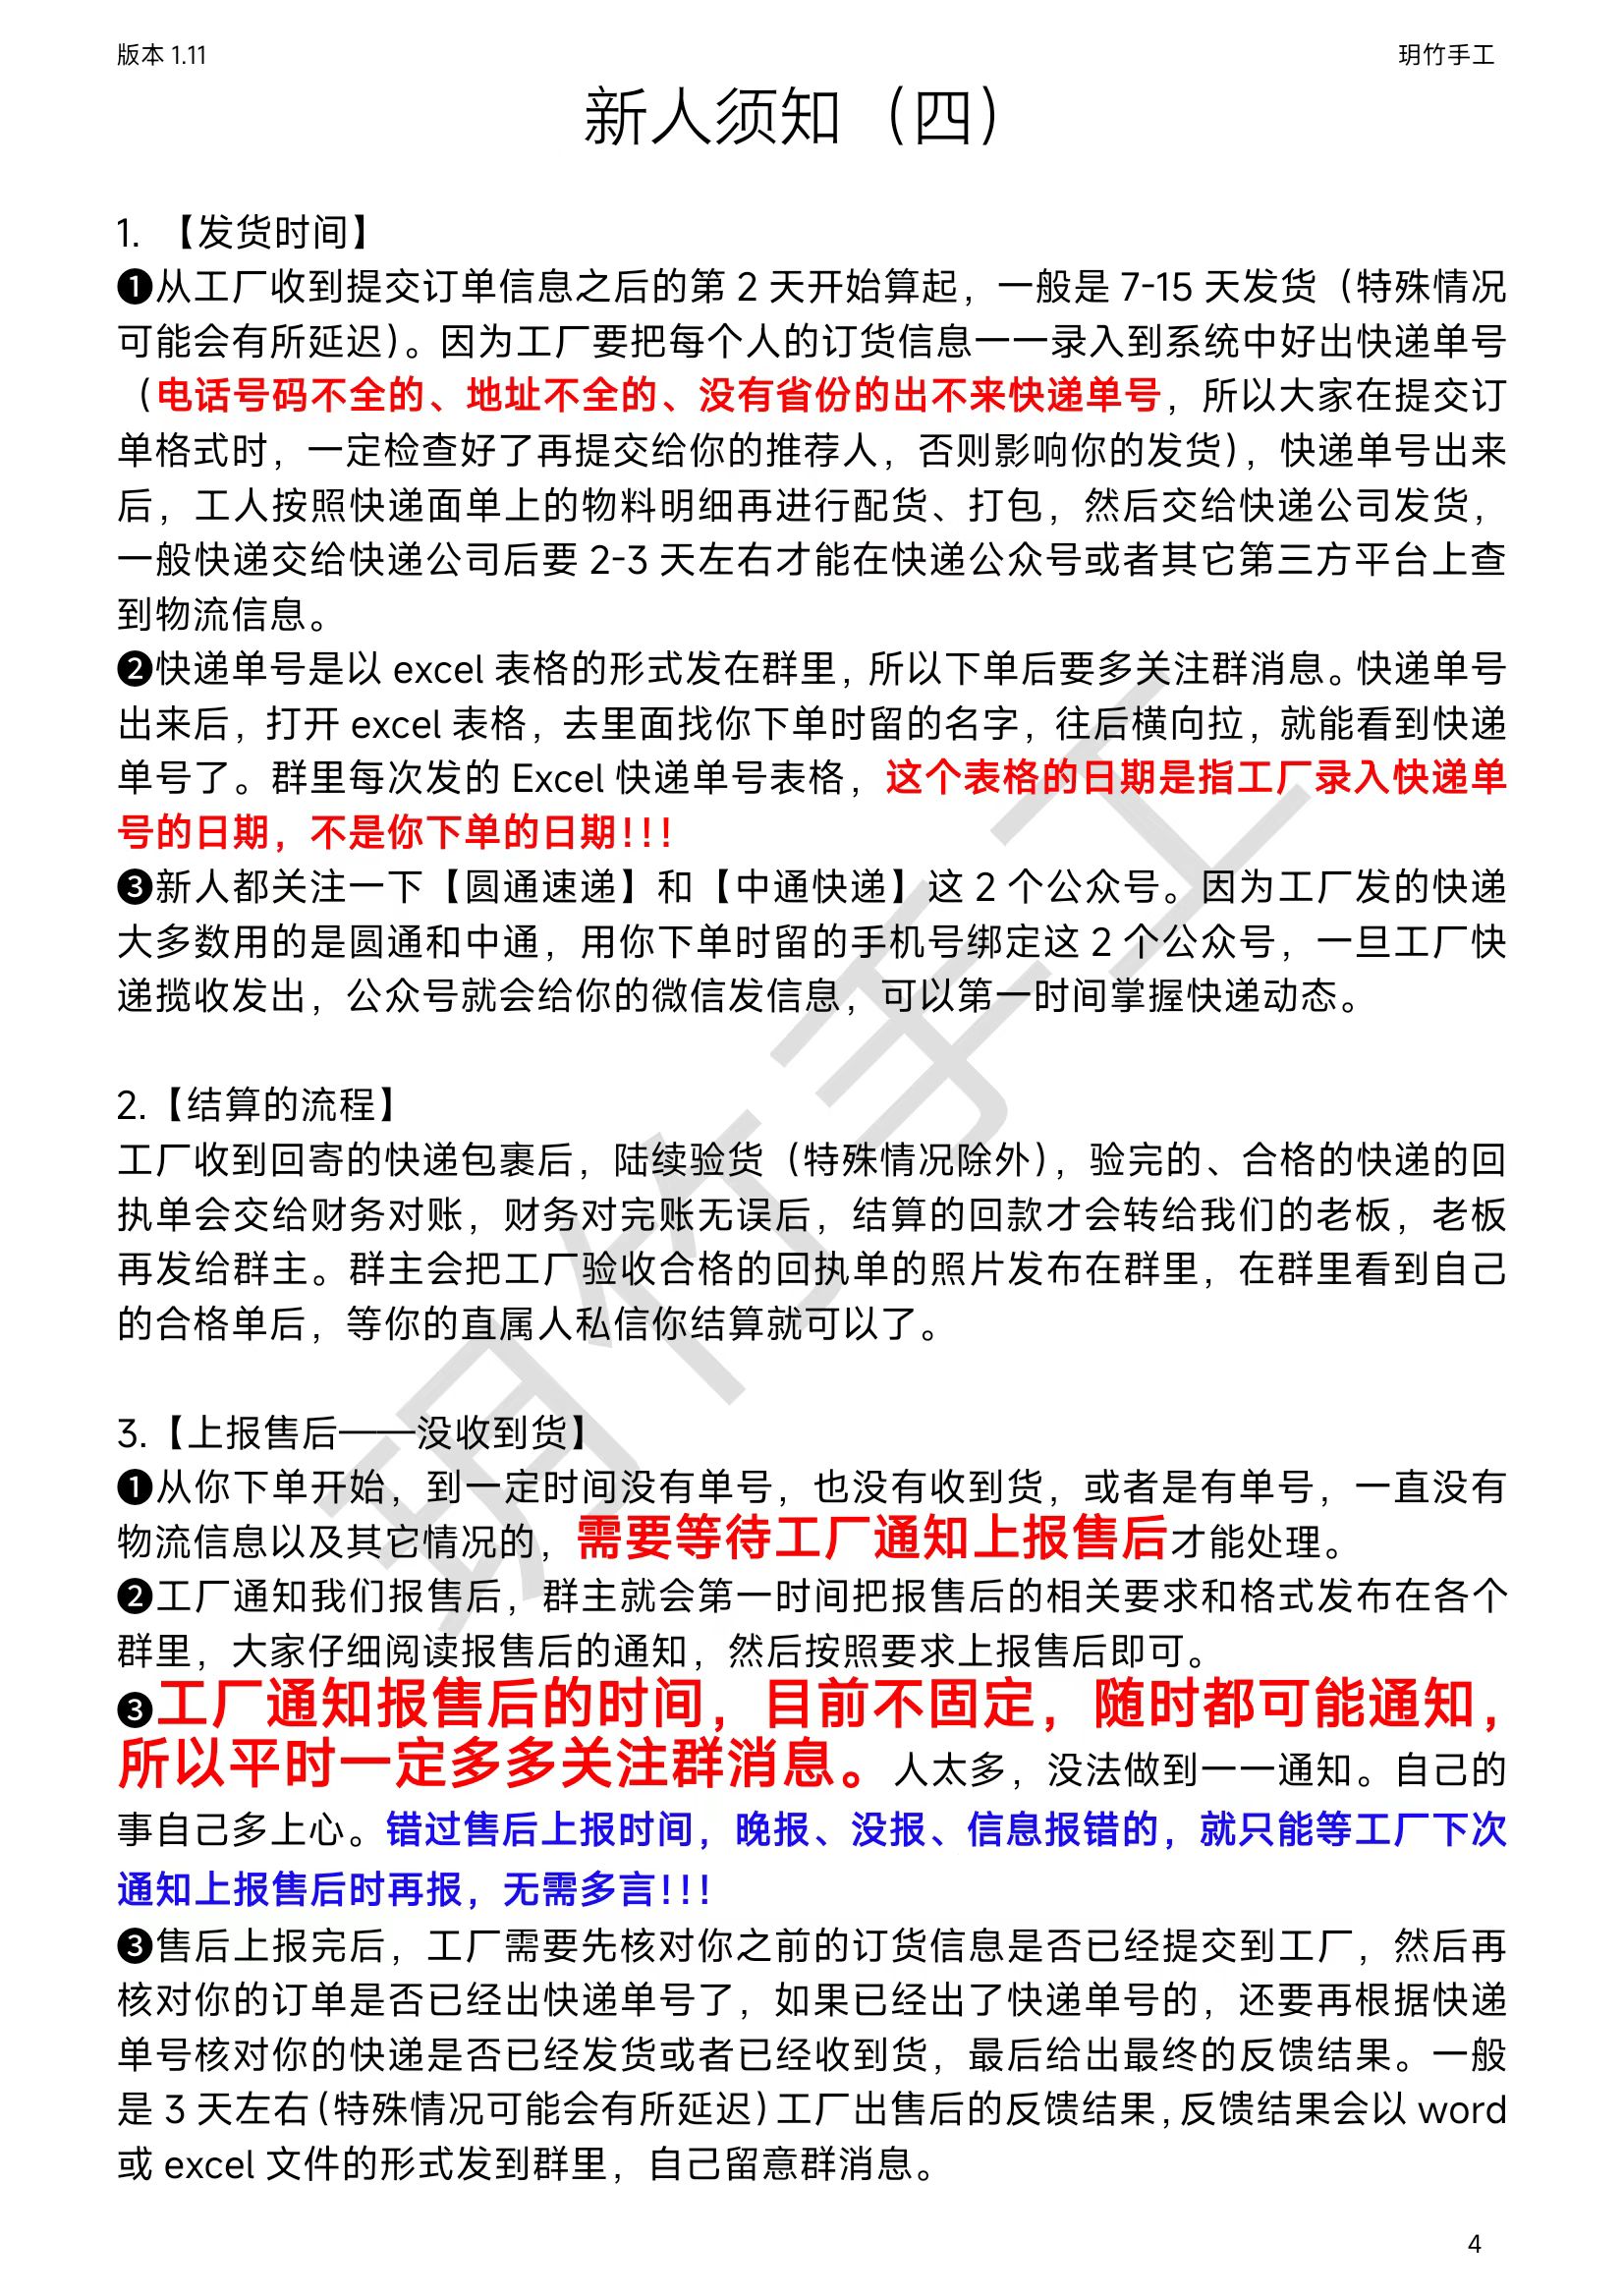 版本 1.11
玥竹手工
新人须知（四）
1. 【发货时间】
❶从工厂收到提交订单信息之后的第 2 天开始算起，一般是 7-15 天发货（特殊情况
可能会有所延迟）。因为工厂要把每个人的订货信息一一录入到系统中好出快递单号
（电话号码不全的、地址不全的、没有省份的出不来快递单号，所以大家在提交订
单格式时，一定检查好了再提交给你的推荐人，否则影响你的发货），快递单号出来
后，工人按照快递面单上的物料明细再进行配货、打包，然后交给快递公司发货，
一般快递交给快递公司后要 2-3 天左右才能在快递公众号或者其它第三方平台上查
到物流信息。
❷快递单号是以 excel 表格的形式发在群里，所以下单后要多关注群消息。快递单号
出来后，打开 excel 表格，去里面找你下单时留的名字，往后横向拉，就能看到快递
单号了。群里每次发的 Excel 快递单号表格，这个表格的日期是指工厂录入快递单
号的日期，不是你下单的日期！！！
❸新人都关注一下【圆通速递】和【中通快递】这 2 个公众号。因为工厂发的快递
大多数用的是圆通和中通，用你下单时留的手机号绑定这 2 个公众号，一旦工厂快
递揽收发出，公众号就会给你的微信发信息，可以第一时间掌握快递动态。
2.【结算的流程】
工厂收到回寄的快递包裹后，陆续验货（特殊情况除外），验完的、合格的快递的回
执单会交给财务对账，财务对完账无误后，结算的回款才会转给我们的老板，老板
再发给群主。群主会把工厂验收合格的回执单的照片发布在群里，在群里看到自己
的合格单后，等你的直属人私信你结算就可以了。
3.【上报售后——没收到货】
❶从你下单开始，到一定时间没有单号，也没有收到货，或者是有单号，一直没有
物流信息以及其它情况的，需要等待工厂通知上报售后才能处理。
❷工厂通知我们报售后，群主就会第一时间把报售后的相关要求和格式发布在各个
群里，大家仔细阅读报售后的通知，然后按照要求上报售后即可。
❸工厂通知报售后的时间，目前不固定，随时都可能通知，
所以平时一定多多关注群消息。人太多，没法做到一一通知。自己的
事自己多上心。错过售后上报时间，晚报、没报、信息报错的，就只能等工厂下次
通知上报售后时再报，无需多言！！！
❸售后上报完后，工厂需要先核对你之前的订货信息是否已经提交到工厂，然后再
核对你的订单是否已经出快递单号了，如果已经出了快递单号的，还要再根据快递
单号核对你的快递是否已经发货或者已经收到货，最后给出最终的反馈结果。一般
是 3 天左右（特殊情况可能会有所延迟）工厂出售后的反馈结果，反馈结果会以 word
或 excel 文件的形式发到群里，自己留意群消息。
玥竹手工
4